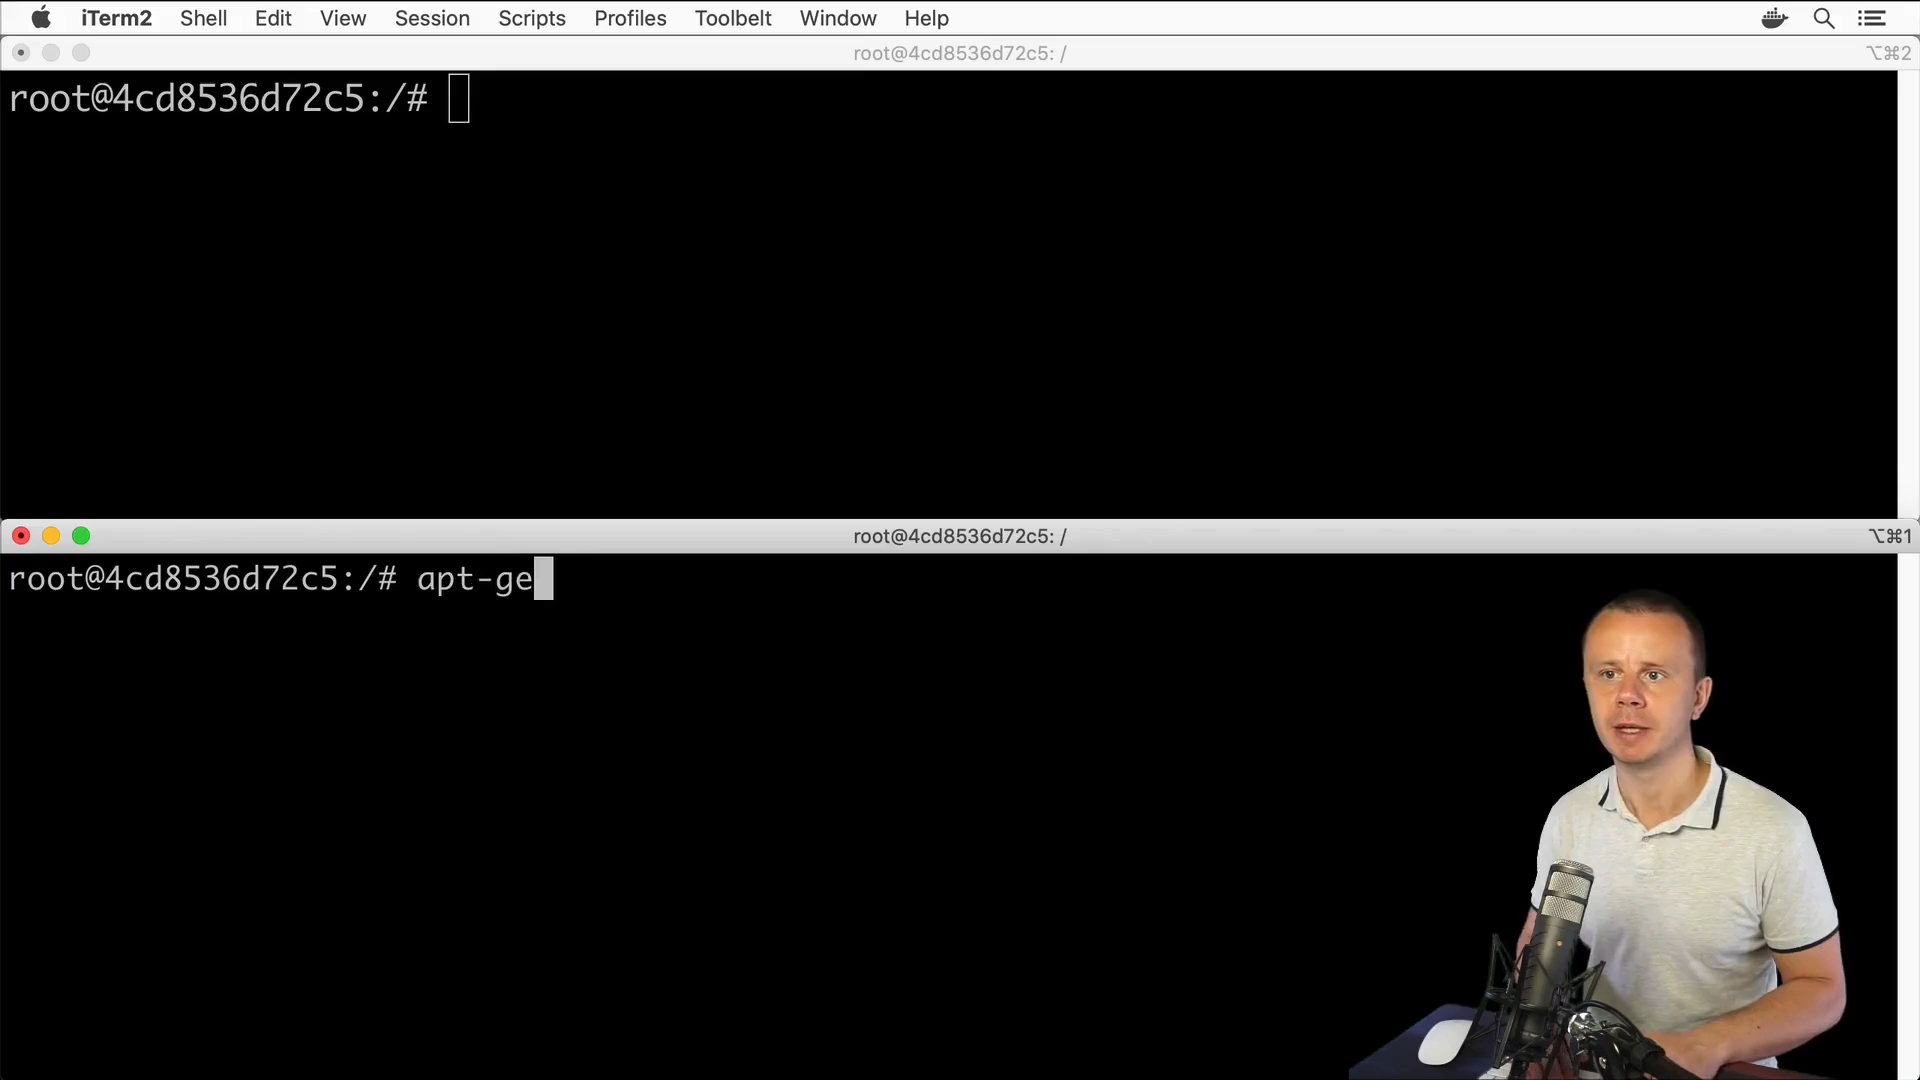 iTerm2 Shell Edit View Session Scripts Profiles Toolbelt Window Help
root@4cd8536d72c5: / ⌥⌘2
root@4cd8536d72c5:/#
root@4cd8536d72c5: / ⌥⌘1
root@4cd8536d72c5:/# apt-ge